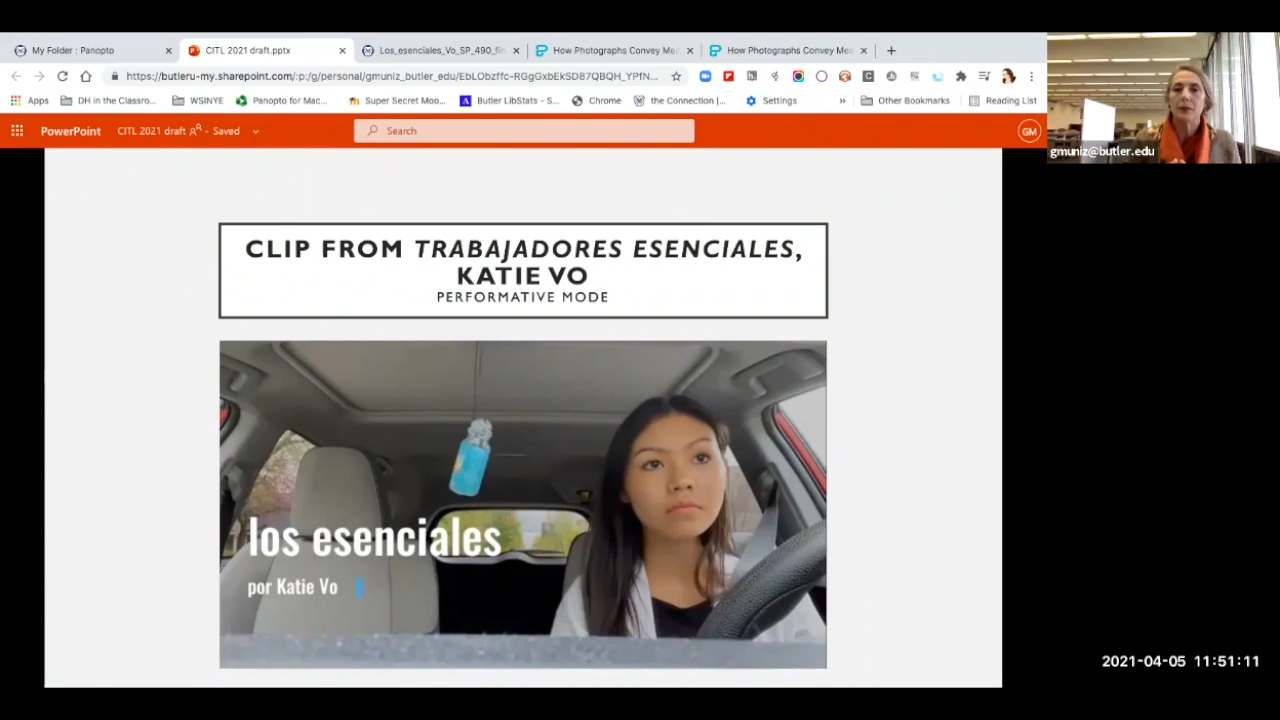 My Folder : Panopto
CITL 2021 draft.pptx
Los_esenciales_Vo_SP_490_fin
How Photographs Convey Me
How Photographs Convey Me
https://butleru-my.sharepoint.com/:p:/g/personal/gmuniz_butler_edu/EbLObzffc-RGgGxbEkSD87QBQH_YPfN...
Apps
DH in the Classro...
WSINYE
Panopto for Mac...
Super Secret Moo...
Butler LibStats - S...
Chrome
the Connection |...
Settings
»
Other Bookmarks
Reading List
PowerPoint
CITL 2021 draft - Saved
Search
GM
gmuniz@butler.edu
CLIP FROM TRABAJADORES ESENCIALES,
KATIE VO
PERFORMATIVE MODE
los esenciales
por Katie Vo
2021-04-05 11:51:11